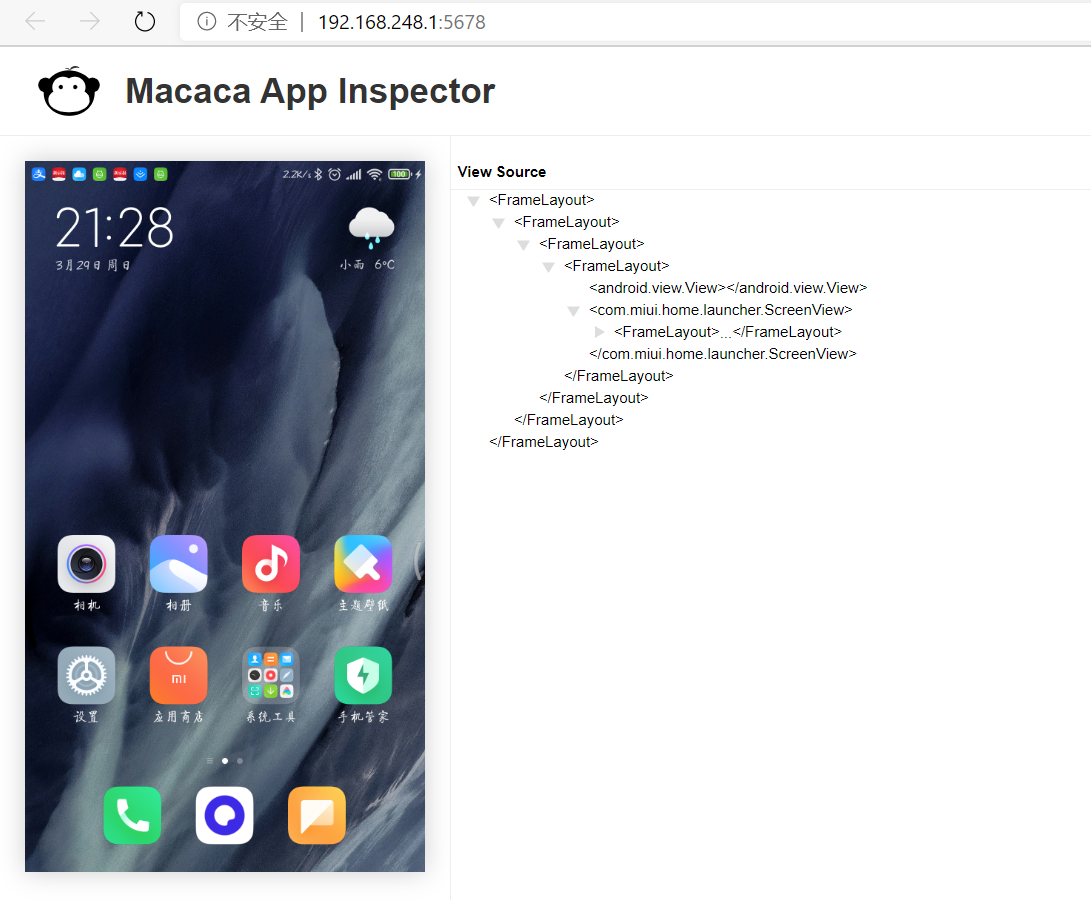 不安全 | 192.168.248.1:5678
Macaca App Inspector
2.2K/s 100
21:28
3月29日 周日
小雨 6°C
相机 相册 音乐 主题壁纸
mi
设置 应用商店 系统工具 手机管家
View Source
<FrameLayout>
<FrameLayout>
<FrameLayout>
<FrameLayout>
<android.view.View></android.view.View>
<com.miui.home.launcher.ScreenView>
<FrameLayout>...</FrameLayout>
</com.miui.home.launcher.ScreenView>
</FrameLayout>
</FrameLayout>
</FrameLayout>
</FrameLayout>